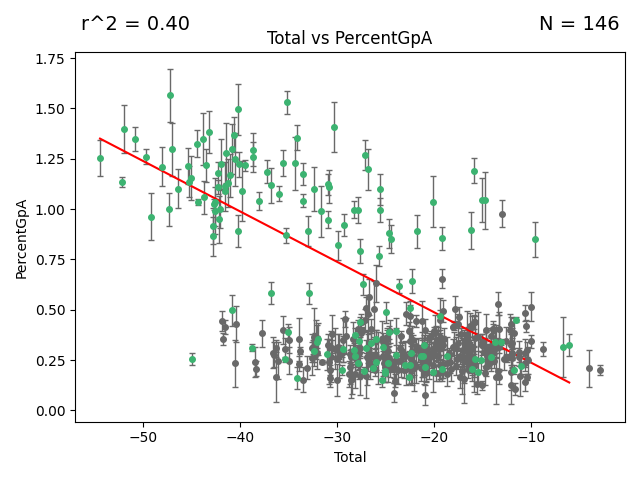 r^2 = 0.40
N = 146
Total vs PercentGpA
1.75
1.50
1.25
1.00
0.75
0.50
0.25
0.00
PercentGpA
−50
−40
−30
−20
−10
Total